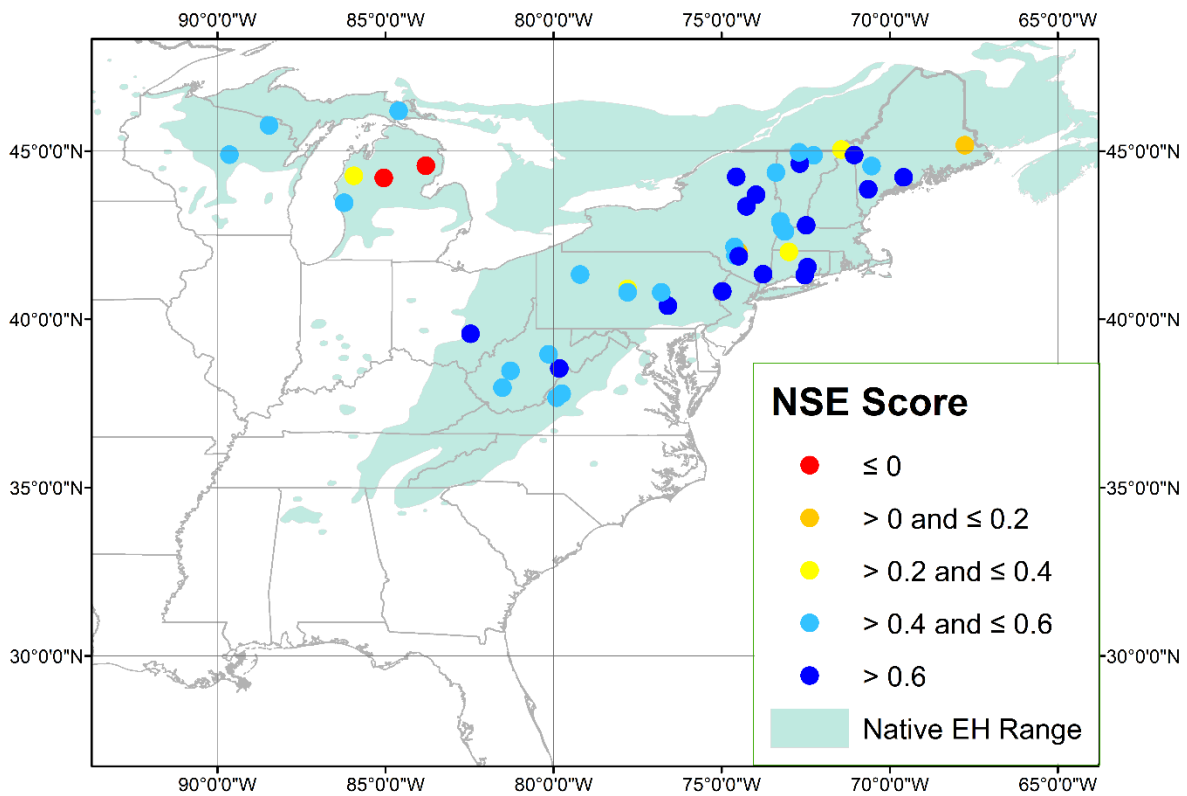 90°0'0"W 85°0'0"W 80°0'0"W 75°0'0"W 70°0'0"W 65°0'0"W
45°0'0"N 45°0'0"N
40°0'0"N 40°0'0"N
NSE Score
≤ 0
35°0'0"N 35°0'0"N
> 0 and ≤ 0.2
> 0.2 and ≤ 0.4
> 0.4 and ≤ 0.6
30°0'0"N 30°0'0"N
> 0.6
Native EH Range
90°0'0"W 85°0'0"W 80°0'0"W 75°0'0"W 70°0'0"W 65°0'0"W